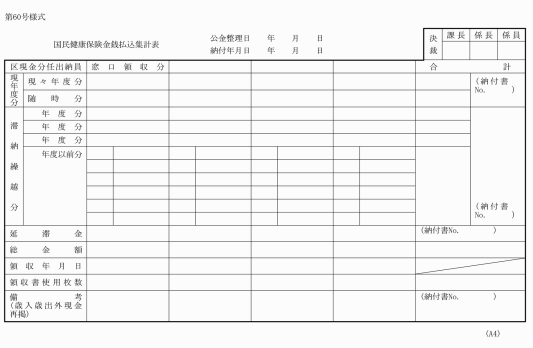 第60号様式
国民健康保険金銭払込集計表
公金整理日 年 月 日
納付年月日 年 月 日
決裁 課長 係長 係員
区現金分任出納員 窓口領収分 合計
現年度分 現々年度分 (納付書No. )
随時分
滞納繰越分 年度分
年度分
年度分
年度以前分 (納付書No. )
延滞金 (納付書No. )
総金額
領収年月日
領収書使用枚数
備考 (納付書No. )
(歳入歳出外現金
再掲)
(A4)